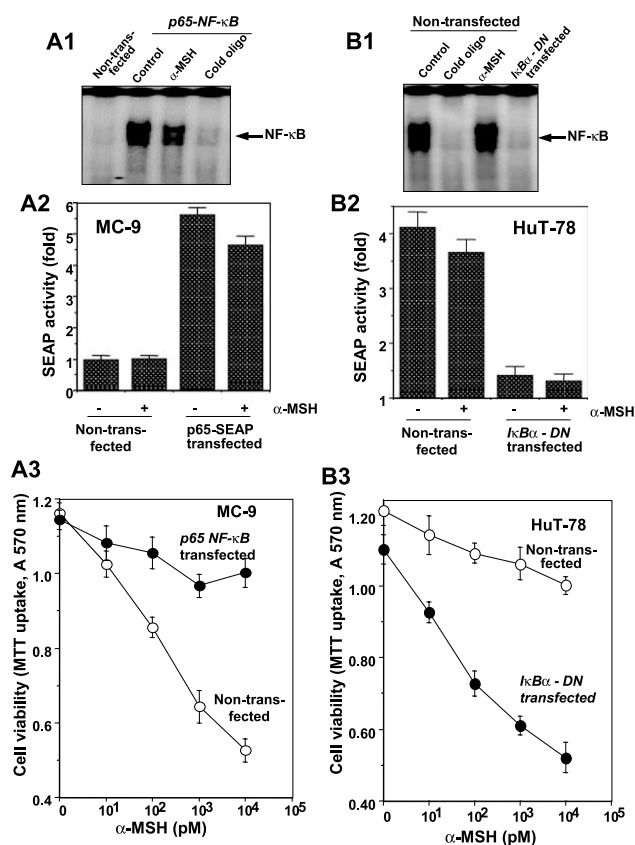 A1
p65-NF-κB
Non-trans-
fected
Control
α-MSH
Cold oligo
NF-κB
B1
Non-transfected
Control
Cold oligo
α-MSH
IκBα - DN
transfected
NF-κB
A2
MC-9
SEAP activity (fold)
6
5
4
3
2
1
0
-
+
-
+
α-MSH
Non-trans-
fected
p65-SEAP
transfected
B2
HuT-78
SEAP activity (fold)
4
3
2
1
-
+
-
+
α-MSH
Non-trans-
fected
IκBα - DN
transfected
A3
MC-9
Cell viability (MTT uptake, A 570 nm)
1.2
1.0
0.8
0.6
0.4
p65 NF-κB
transfected
Non-trans-
fected
0
10¹
10²
10³
10⁴
10⁵
α-MSH (pM)
B3
HuT-78
Cell viability (MTT uptake, A 570 nm)
1.20
1.00
0.80
0.60
0.40
Non-trans-
fected
IκBα - DN
transfected
0
10¹
10²
10³
10⁴
10⁵
α-MSH (pM)